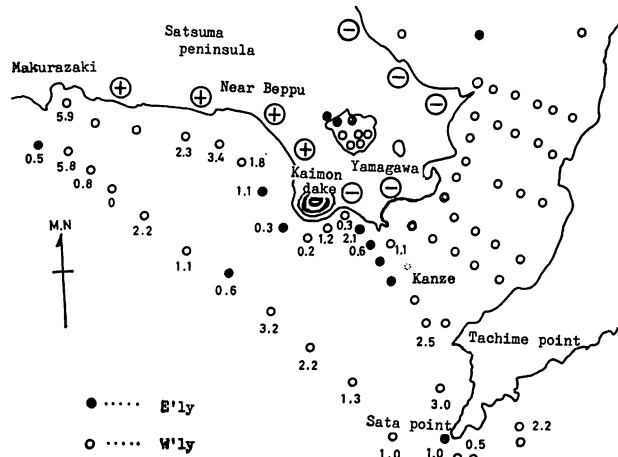 Satsuma
peninsula
Makurazaki
Near Beppu
5.9
0.5
5.8
2.3
3.4
1.8
0.8
0
1.1
Yamagawa
Kaimon
dake
M.N
2.2
0.3
0.2
1.2
0.3
2.1
0.6
1.1
Kanze
1.1
0.6
3.2
2.5
Tachime point
2.2
1.3
3.0
E'ly
Sata point
2.2
W'ly
1.0
1.0
0.5